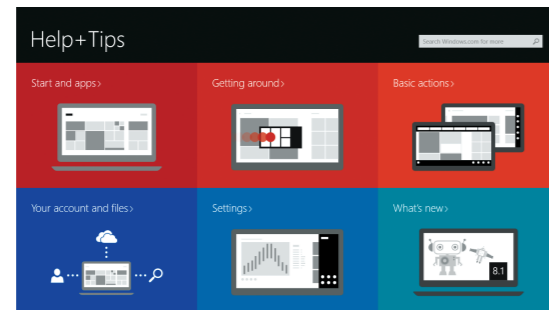 Help+Tips
Search Windows.com for more
Start and apps›
Getting around›
Basic actions›
Your account and files›
Settings›
What's new›
8.1